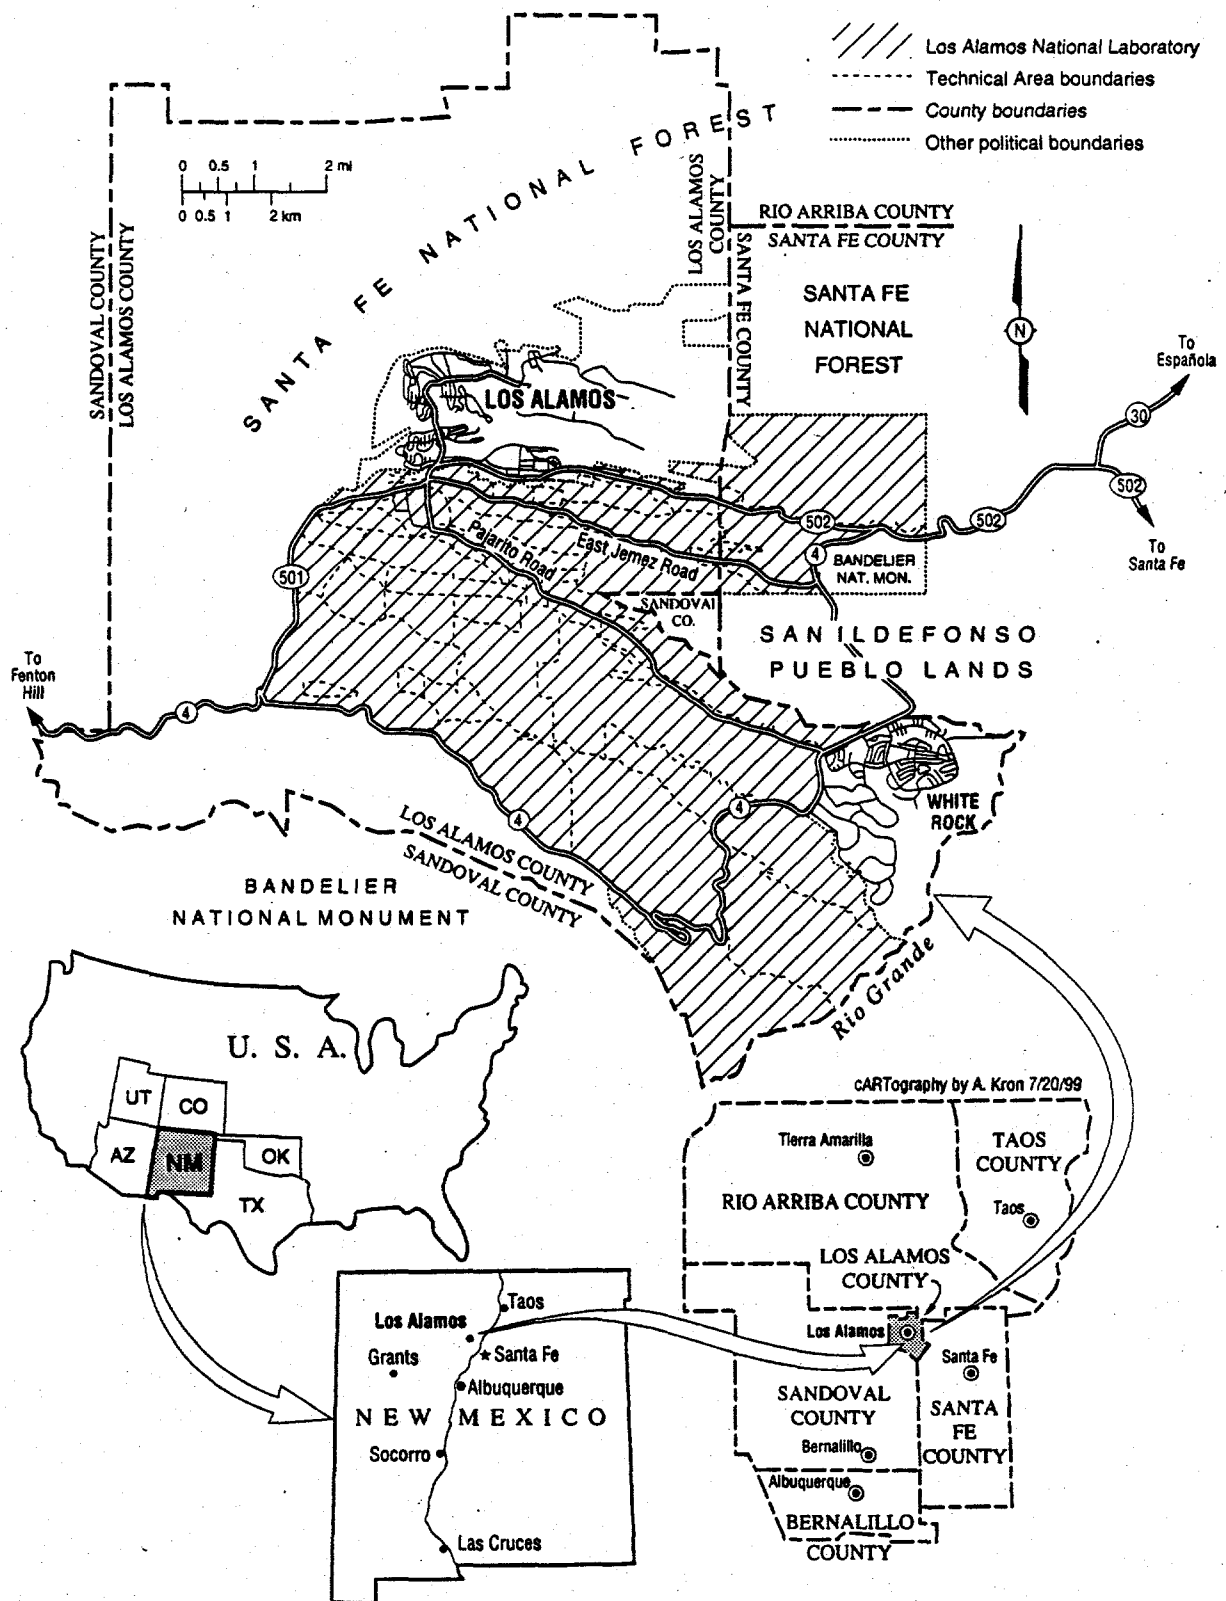 Los Alamos National Laboratory
Technical Area boundaries
County boundaries
Other political boundaries
0 0.5 1 2 mi
0 0.5 1 2 km
SANTA FE NATIONAL FOREST
SANDOVAL COUNTY
LOS ALAMOS COUNTY
LOS ALAMOS
COUNTY
SANTA FE COUNTY
RIO ARRIBA COUNTY
SANTA FE COUNTY
SANTA FE
NATIONAL
FOREST
N
To
Española
30
502
To
Santa Fe
502
502
LOS ALAMOS
Pajarito Road
East Jemez Road
4
BANDELIER
NAT. MON.
501
SANDOVAL
CO.
SAN ILDEFONSO
PUEBLO LANDS
To
Fenton
Hill
4
4
4
WHITE
ROCK
LOS ALAMOS COUNTY
SANDOVAL COUNTY
BANDELIER
NATIONAL MONUMENT
Rio Grande
U. S. A.
UT
CO
AZ
NM
OK
TX
cARTography by A. Kron 7/20/99
Tierra Amarilla
TAOS
COUNTY
RIO ARRIBA COUNTY
Taos
LOS ALAMOS
COUNTY
Los Alamos
Santa Fe
SANDOVAL
COUNTY
SANTA
FE
COUNTY
Bernalillo
Albuquerque
BERNALILLO
COUNTY
Taos
Los Alamos
Santa Fe
Grants
Albuquerque
NEW MEXICO
Socorro
Las Cruces